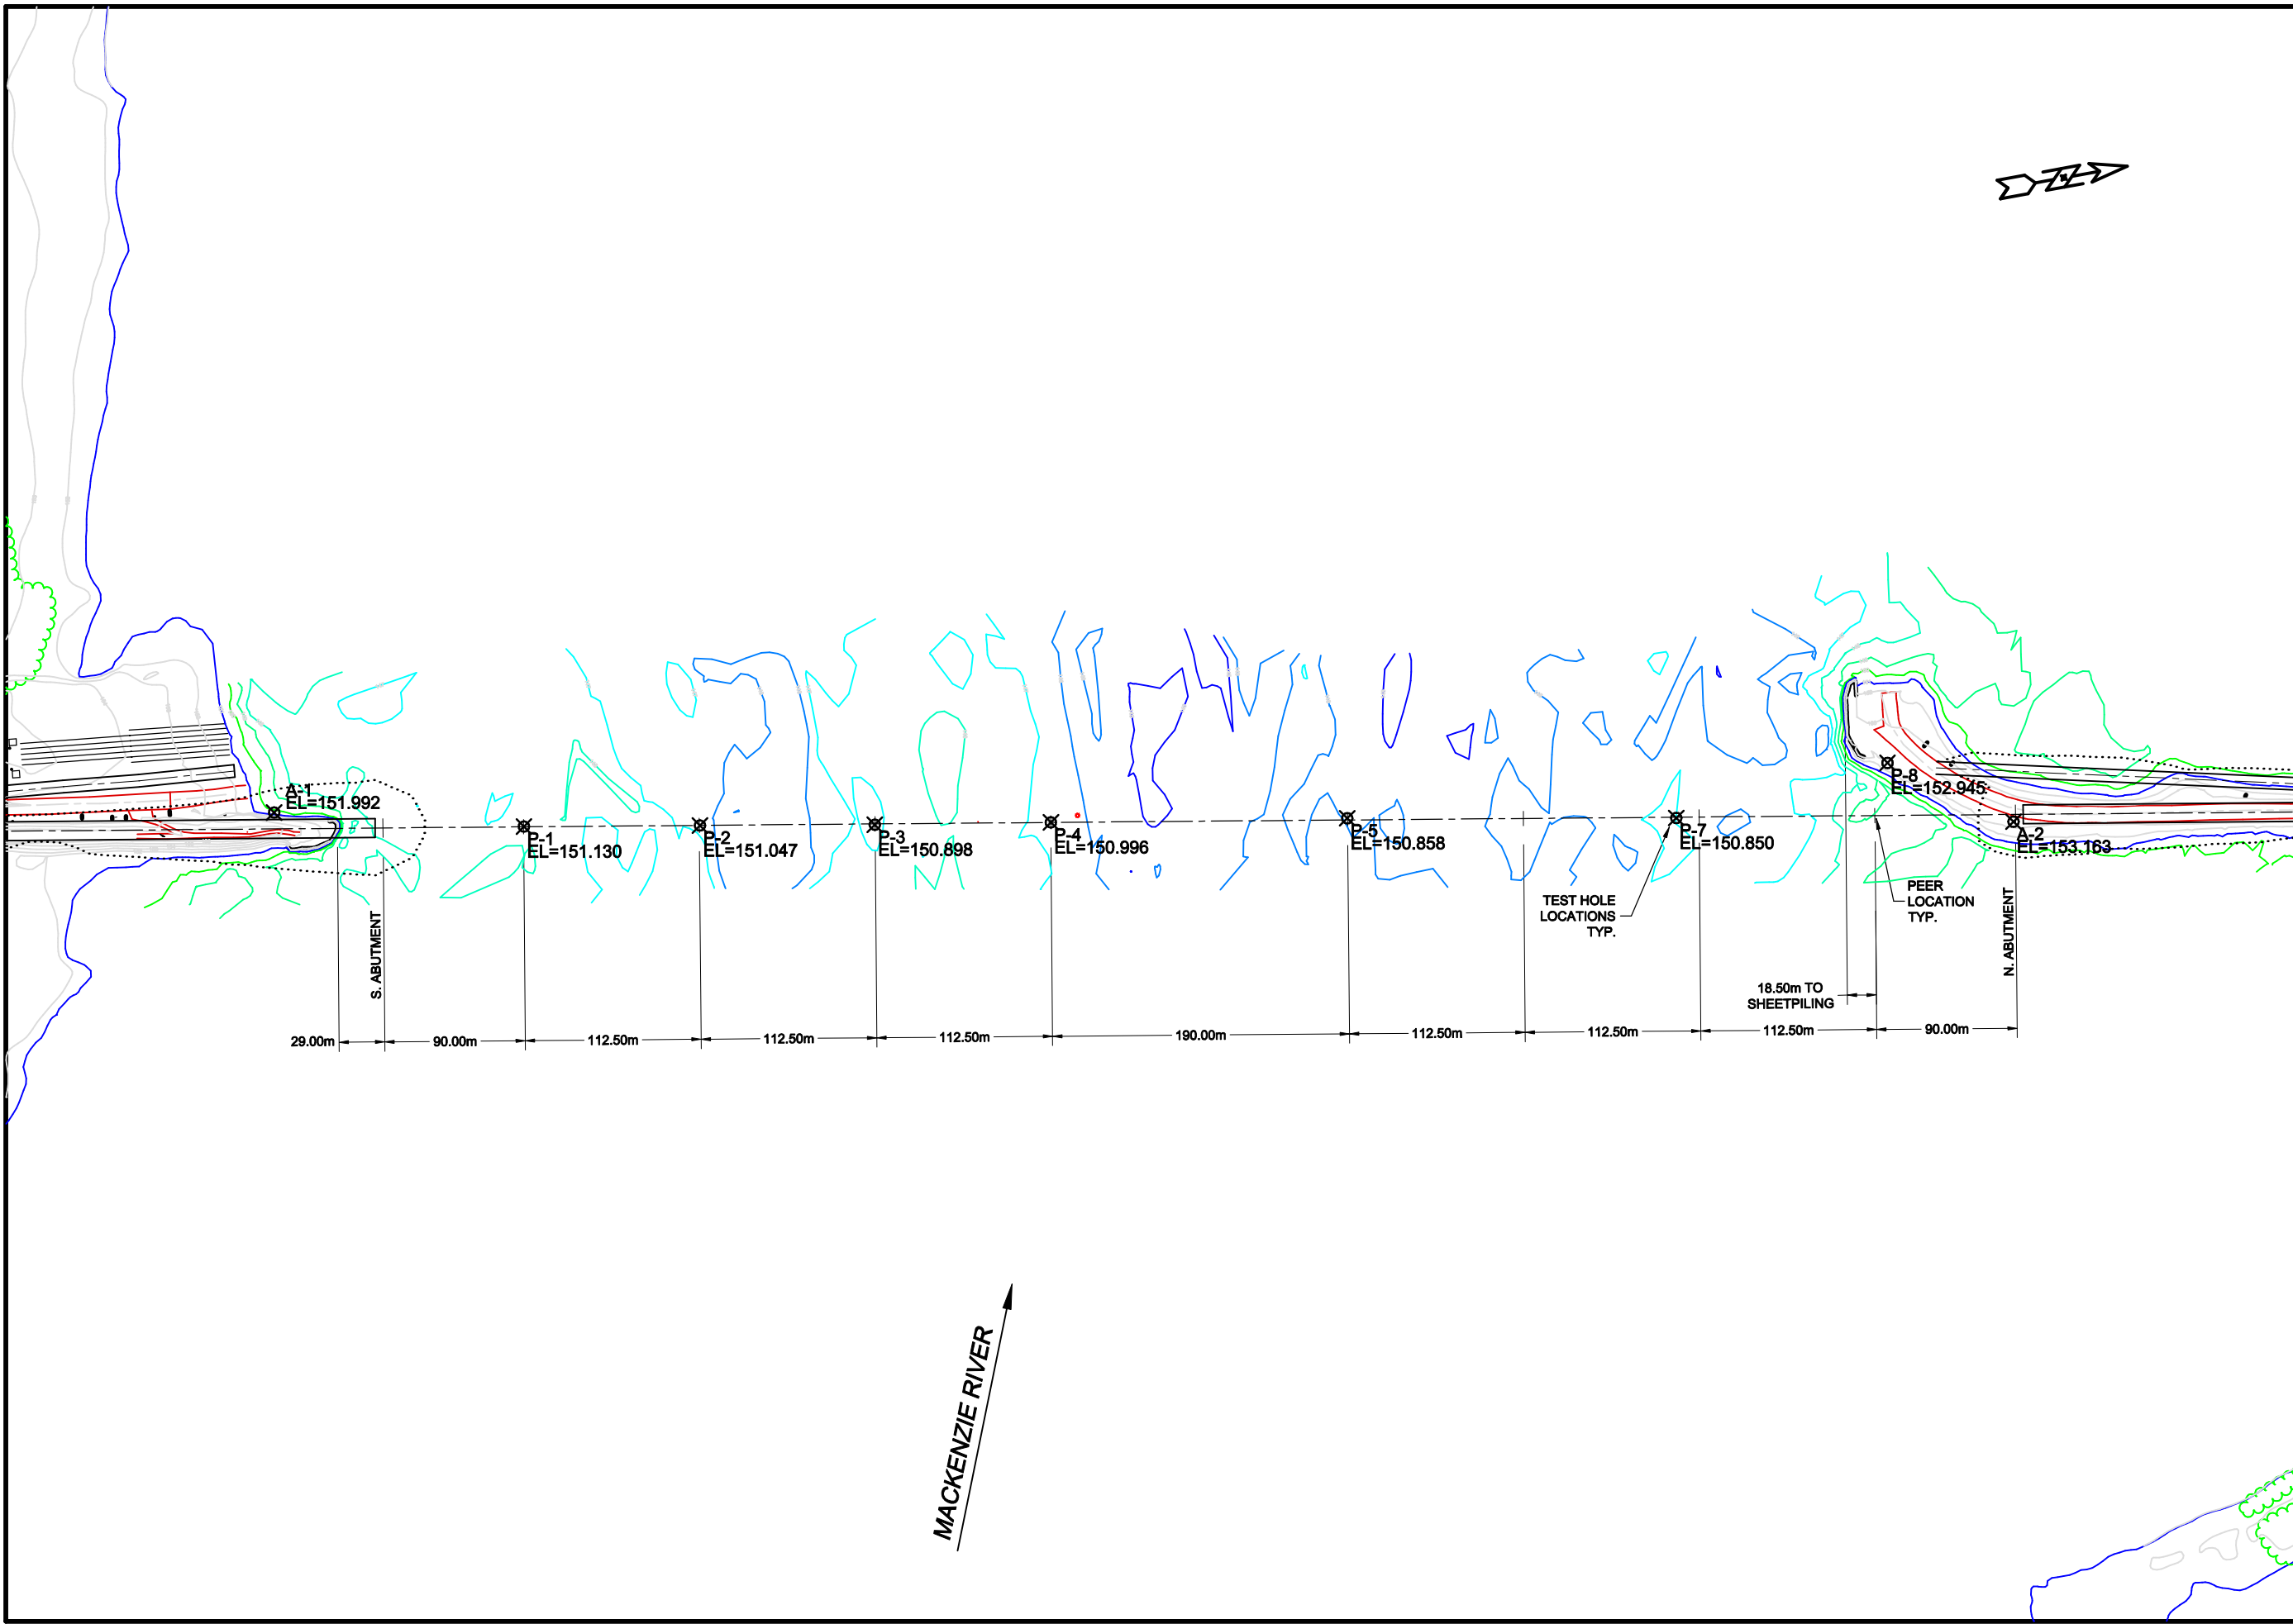 A-1
EL=151.992
P-1
EL=151.130
P-2
EL=151.047
P-3
EL=150.898
P-4
EL=150.996
P-5
EL=150.858
P-7
EL=150.850
P-8
EL=152.945
A-2
EL=153.163
TEST HOLE
LOCATIONS
TYP.
PEER
LOCATION
TYP.
S. ABUTMENT
N. ABUTMENT
18.50m TO
SHEETPILING
29.00m
90.00m
112.50m
112.50m
112.50m
190.00m
112.50m
112.50m
112.50m
90.00m
MACKENZIE RIVER